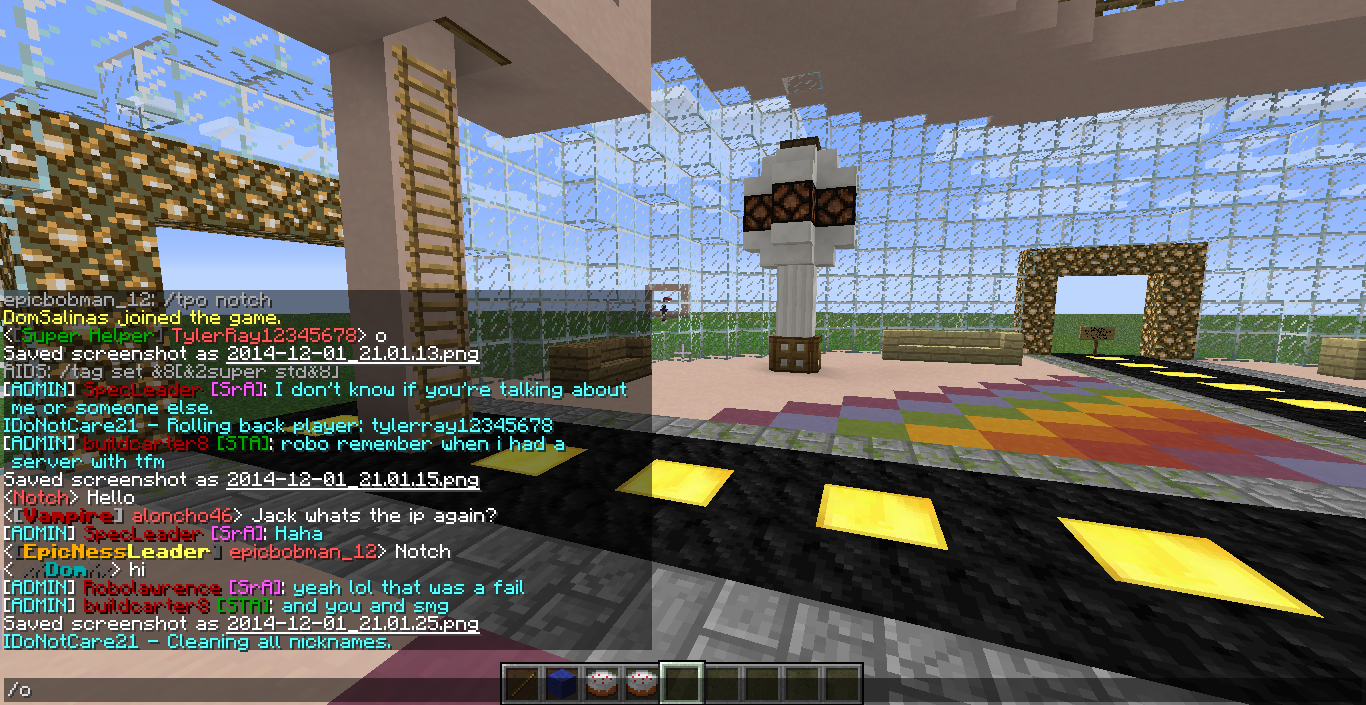 epicbobman_12: /tpo notch
DomSalinas joined the game.
<[Super Helper] TylerRay12345678> o
Saved screenshot as 2014-12-01_21.01.13.png
AIDS: /tag set &8[&2super std&8]
[ADMIN] SpecLeader [SrA]: I don't know if you're talking about
me or someone else.
IDoNotCare21 - Rolling back player: tylerray12345678
[ADMIN] buildcarter8 [STA]: robo remember when i had a
server with tfm
Saved screenshot as 2014-12-01_21.01.15.png
<Notch> Hello
<[Vampire] aloncho46> Jack whats the ip again?
[ADMIN] SpecLeader [SrA]: Haha
<[EpicNessLeader] epicbobman_12> Notch
< Dom > hi
[ADMIN] Robolaurence [SrA]: yeah lol that was a fail
[ADMIN] buildcarter8 [STA]: and you and smg
Saved screenshot as 2014-12-01_21.01.25.png
IDoNotCare21 - Cleaning all nicknames.
/o